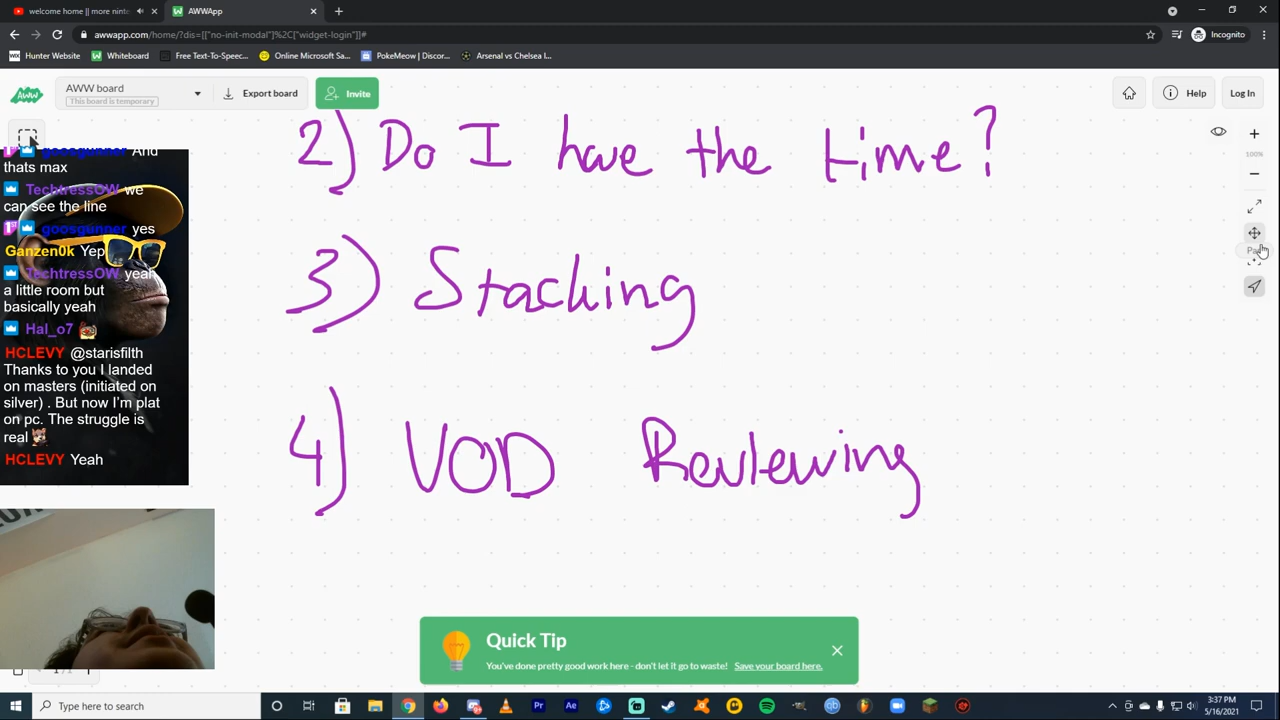 welcome home || more ninte
AWWApp
awwapp.com/home/?dis=[["no-init-modal"]%2C["widget-login"]]#
Incognito
Hunter Website
Whiteboard
Free Text-To-Speec...
Online Microsoft Sa...
PokeMeow | Discor...
Arsenal vs Chelsea l...
AWW
AWW board
This board is temporary
Export board
Invite
Help
Log In
100%
2) Do I have the time?
3) Stacking
4) VOD Reviewing
goosgunner And
thats max
TechtressOW we
can see the line
goosgunner yes
Ganzen0k Yep
TechtressOW yeah
a little room but
basically yeah
Hal_o7
HCLEVY @starisfilth
Thanks to you I landed
on masters (initiated on
silver) . But now I'm plat
on pc. The struggle is
real
HCLEVY Yeah
Quick Tip
You've done pretty good work here - don't let it go to waste! Save your board here.
Type here to search
3:37 PM
5/16/2021